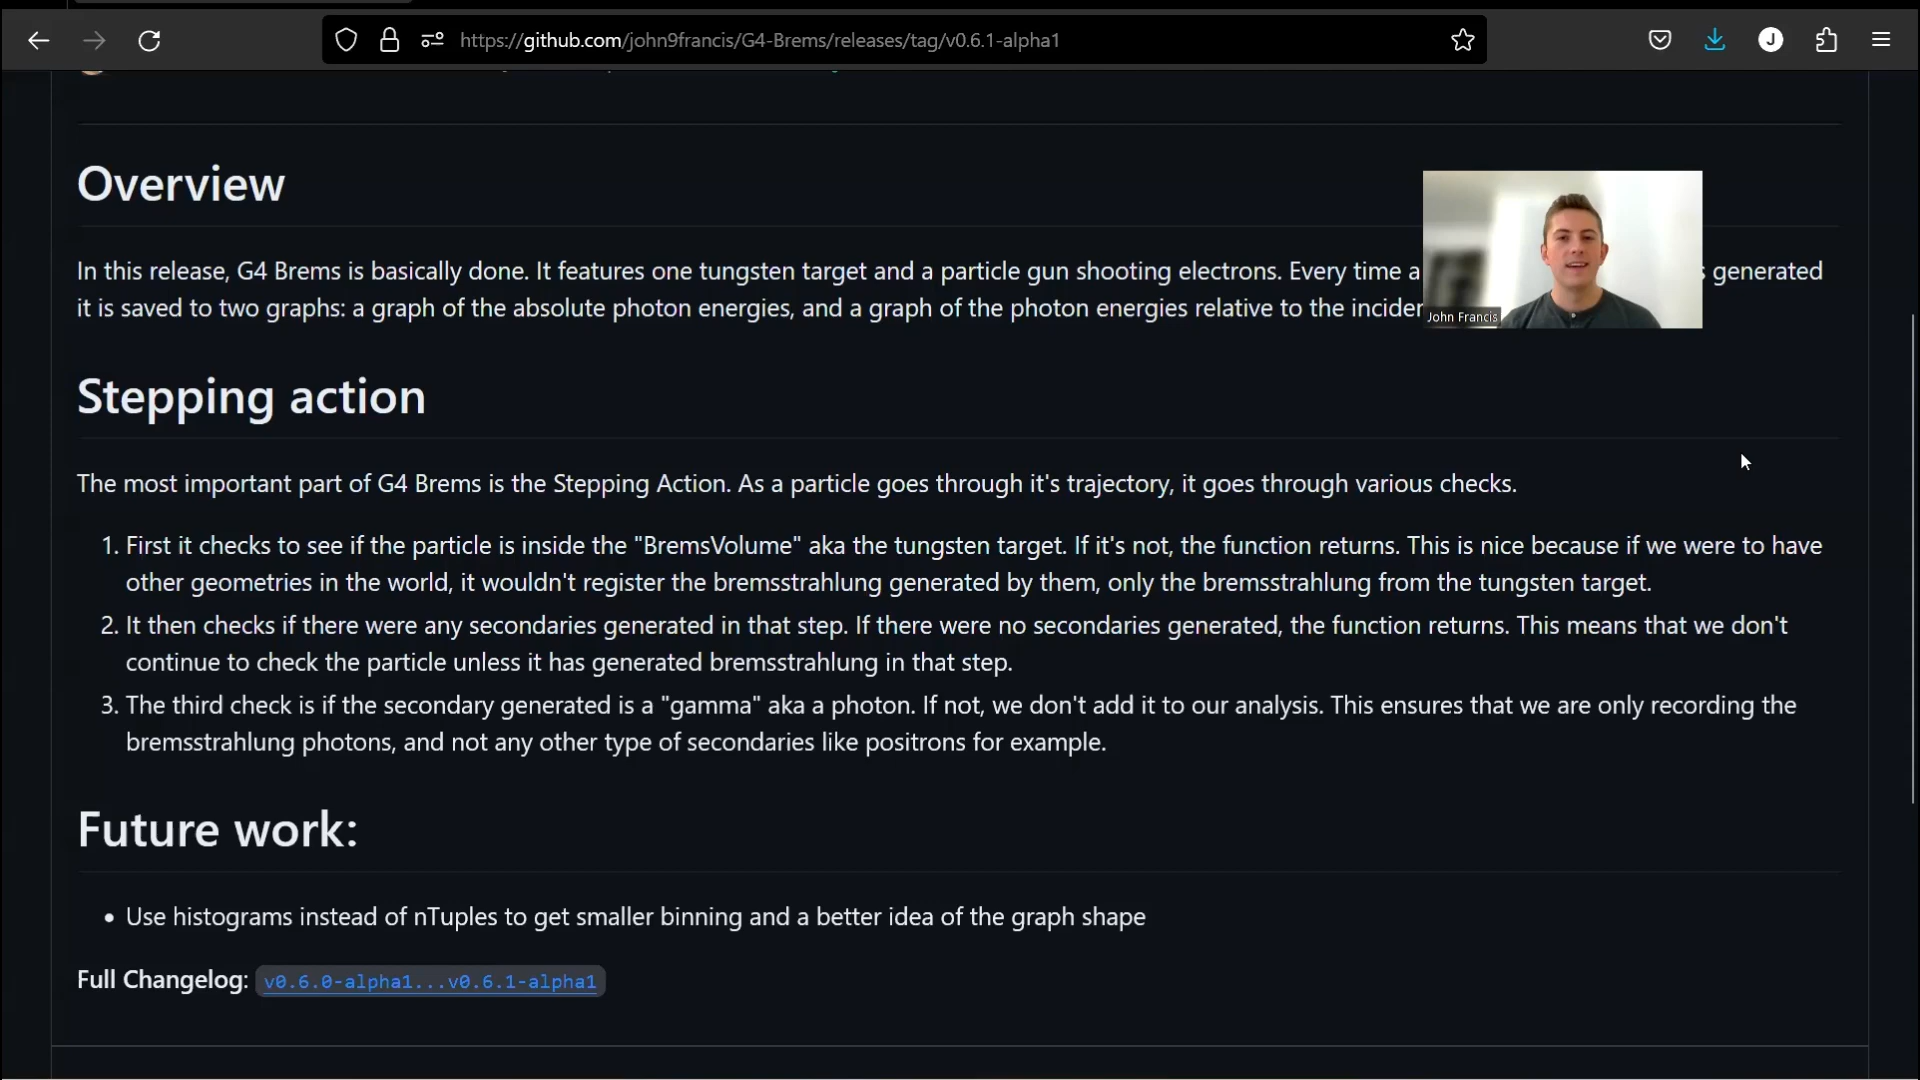 https://github.com/john9francis/G4-Brems/releases/tag/v0.6.1-alpha1
J
Overview
In this release, G4 Brems is basically done. It features one tungsten target and a particle gun shooting electrons. Every time a generated
it is saved to two graphs: a graph of the absolute photon energies, and a graph of the photon energies relative to the
John Francis
Stepping action
The most important part of G4 Brems is the Stepping Action. As a particle goes through it's trajectory, it goes through various checks.
1. First it checks to see if the particle is inside the "BremsVolume" aka the tungsten target. If it's not, the function returns. This is nice because if we were to have
other geometries in the world, it wouldn't register the bremsstrahlung generated by them, only the bremsstrahlung from the tungsten target.
2. It then checks if there were any secondaries generated in that step. If there were no secondaries generated, the function returns. This means that we don't
continue to check the particle unless it has generated bremsstrahlung in that step.
3. The third check is if the secondary generated is a "gamma" aka a photon. If not, we don't add it to our analysis. This ensures that we are only recording the
bremsstrahlung photons, and not any other type of secondaries like positrons for example.
Future work:
• Use histograms instead of nTuples to get smaller binning and a better idea of the graph shape
Full Changelog: v0.6.0-alpha1...v0.6.1-alpha1